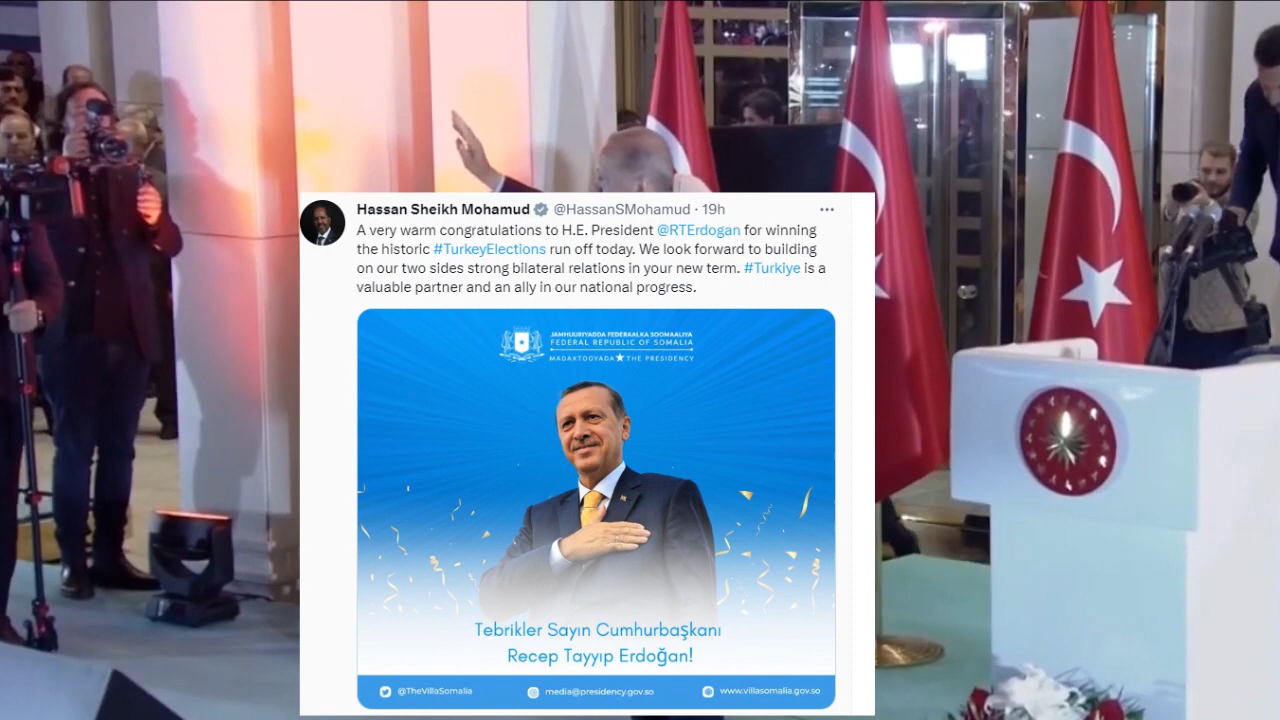 Hassan Sheikh Mohamud @HassanSMohamud · 19h
A very warm congratulations to H.E. President @RTErdogan for winning
the historic #TurkeyElections run off today. We look forward to building
on our two sides strong bilateral relations in your new term. #Turkiye is a
valuable partner and an ally in our national progress.
JAMHUURIYADDA FEDERAALKA SOOMAALIYA
FEDERAL REPUBLIC OF SOMALIA
MADAXTOOYADA ★ THE PRESIDENCY
Tebrikler Sayın Cumhurbaşkanı
Recep Tayyıp Erdoğan!
@TheVillaSomalia media@presidency.gov.so www.villasomalia.gov.so